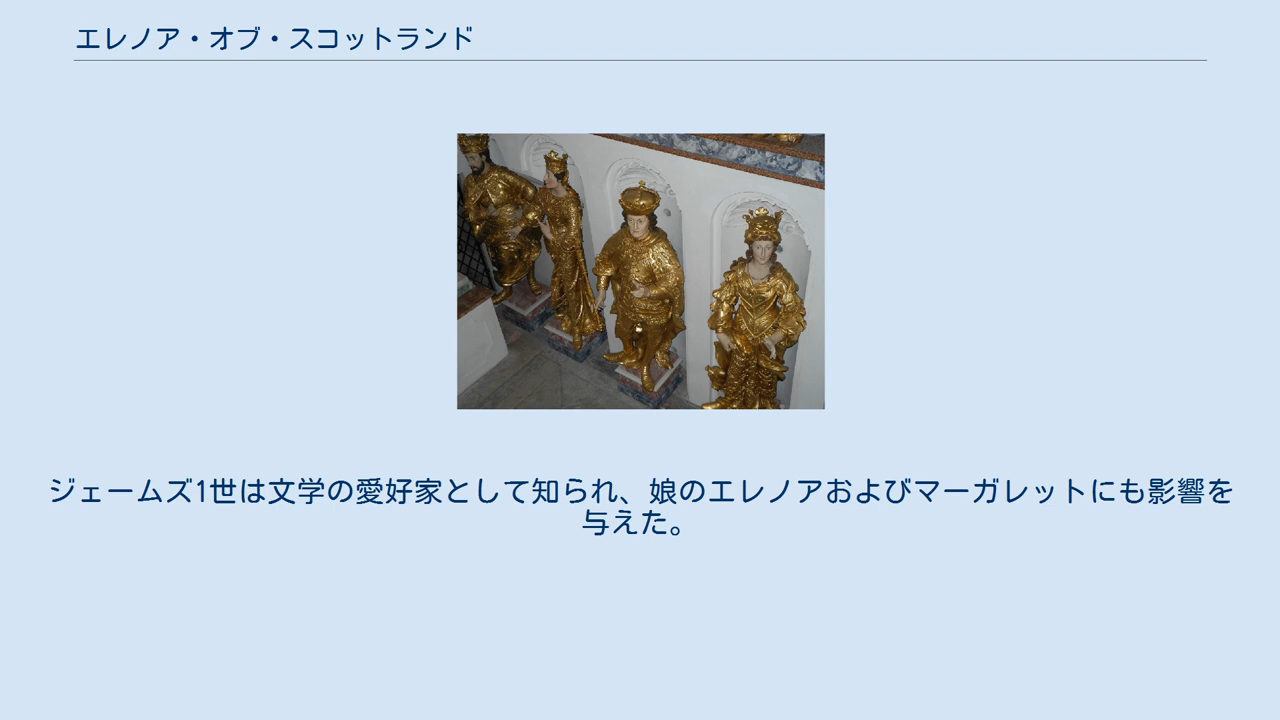 エレノア・オブ・スコットランド
ジェームズ1世は文学の愛好家として知られ、娘のエレノアおよびマーガレットにも影響を
与えた。